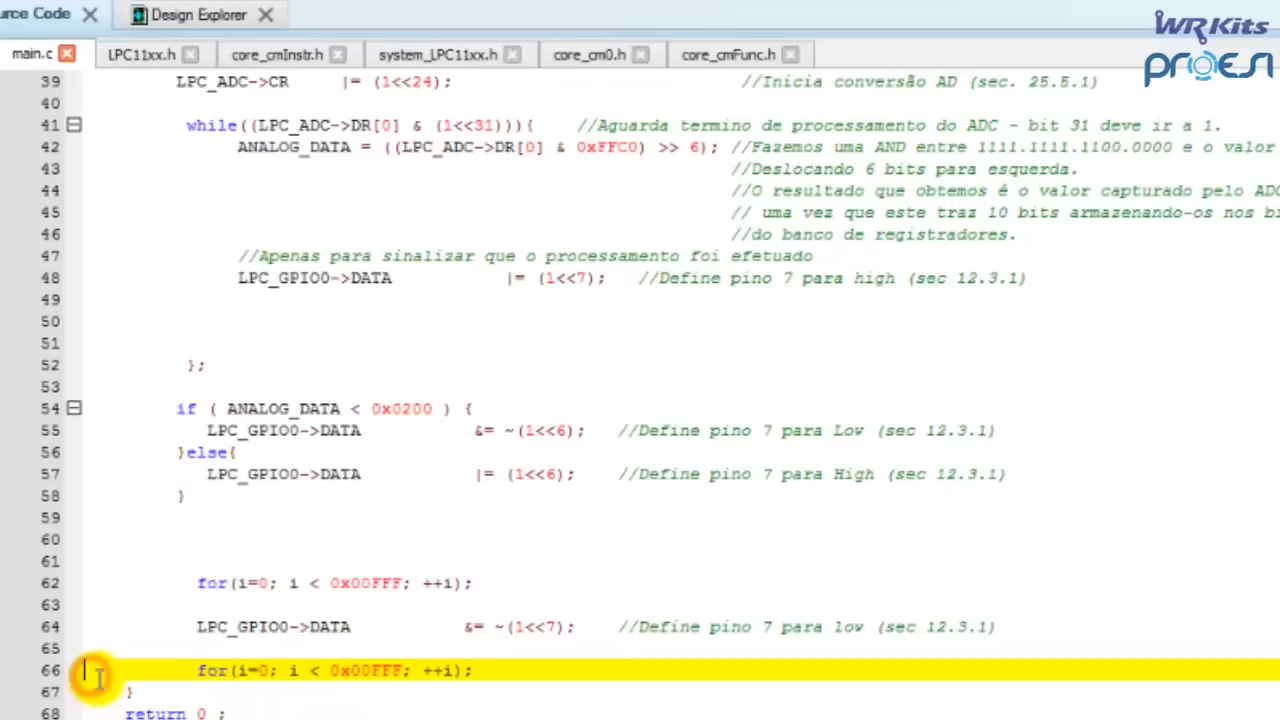 urce Code
Design Explorer
WRKits
proesi
main.c
LPC11xx.h
core_cmInstr.h
system_LPC11xx.h
core_cm0.h
core_cmFunc.h
39 LPC_ADC->CR |= (1<<24); //Inicia conversão AD (sec. 25.5.1)
40
41 while((LPC_ADC->DR[0] & (1<<31))){ //Aguarda termino de processamento do ADC - bit 31 deve ir a 1.
42 ANALOG_DATA = ((LPC_ADC->DR[0] & 0xFFC0) >> 6); //Fazemos uma AND entre 1111.1111.1100.0000 e o valor
43 //Deslocando 6 bits para esquerda.
44 //O resultado que obtemos é o valor capturado pelo ADC
45 // uma vez que este traz 10 bits armazenando-os nos bi
46 //do banco de registradores.
47 //Apenas para sinalizar que o processamento foi efetuado
48 LPC_GPIO0->DATA |= (1<<7); //Define pino 7 para high (sec 12.3.1)
49
50
51
52 };
53
54 if ( ANALOG_DATA < 0x0200 ) {
55 LPC_GPIO0->DATA &= ~(1<<6); //Define pino 7 para Low (sec 12.3.1)
56 }else{
57 LPC_GPIO0->DATA |= (1<<6); //Define pino 7 para High (sec 12.3.1)
58 }
59
60
61
62 for(i=0; i < 0x00FFF; ++i);
63
64 LPC_GPIO0->DATA &= ~(1<<7); //Define pino 7 para low (sec 12.3.1)
65
66 for(i=0; i < 0x00FFF; ++i);
67 }
68 return 0 ;